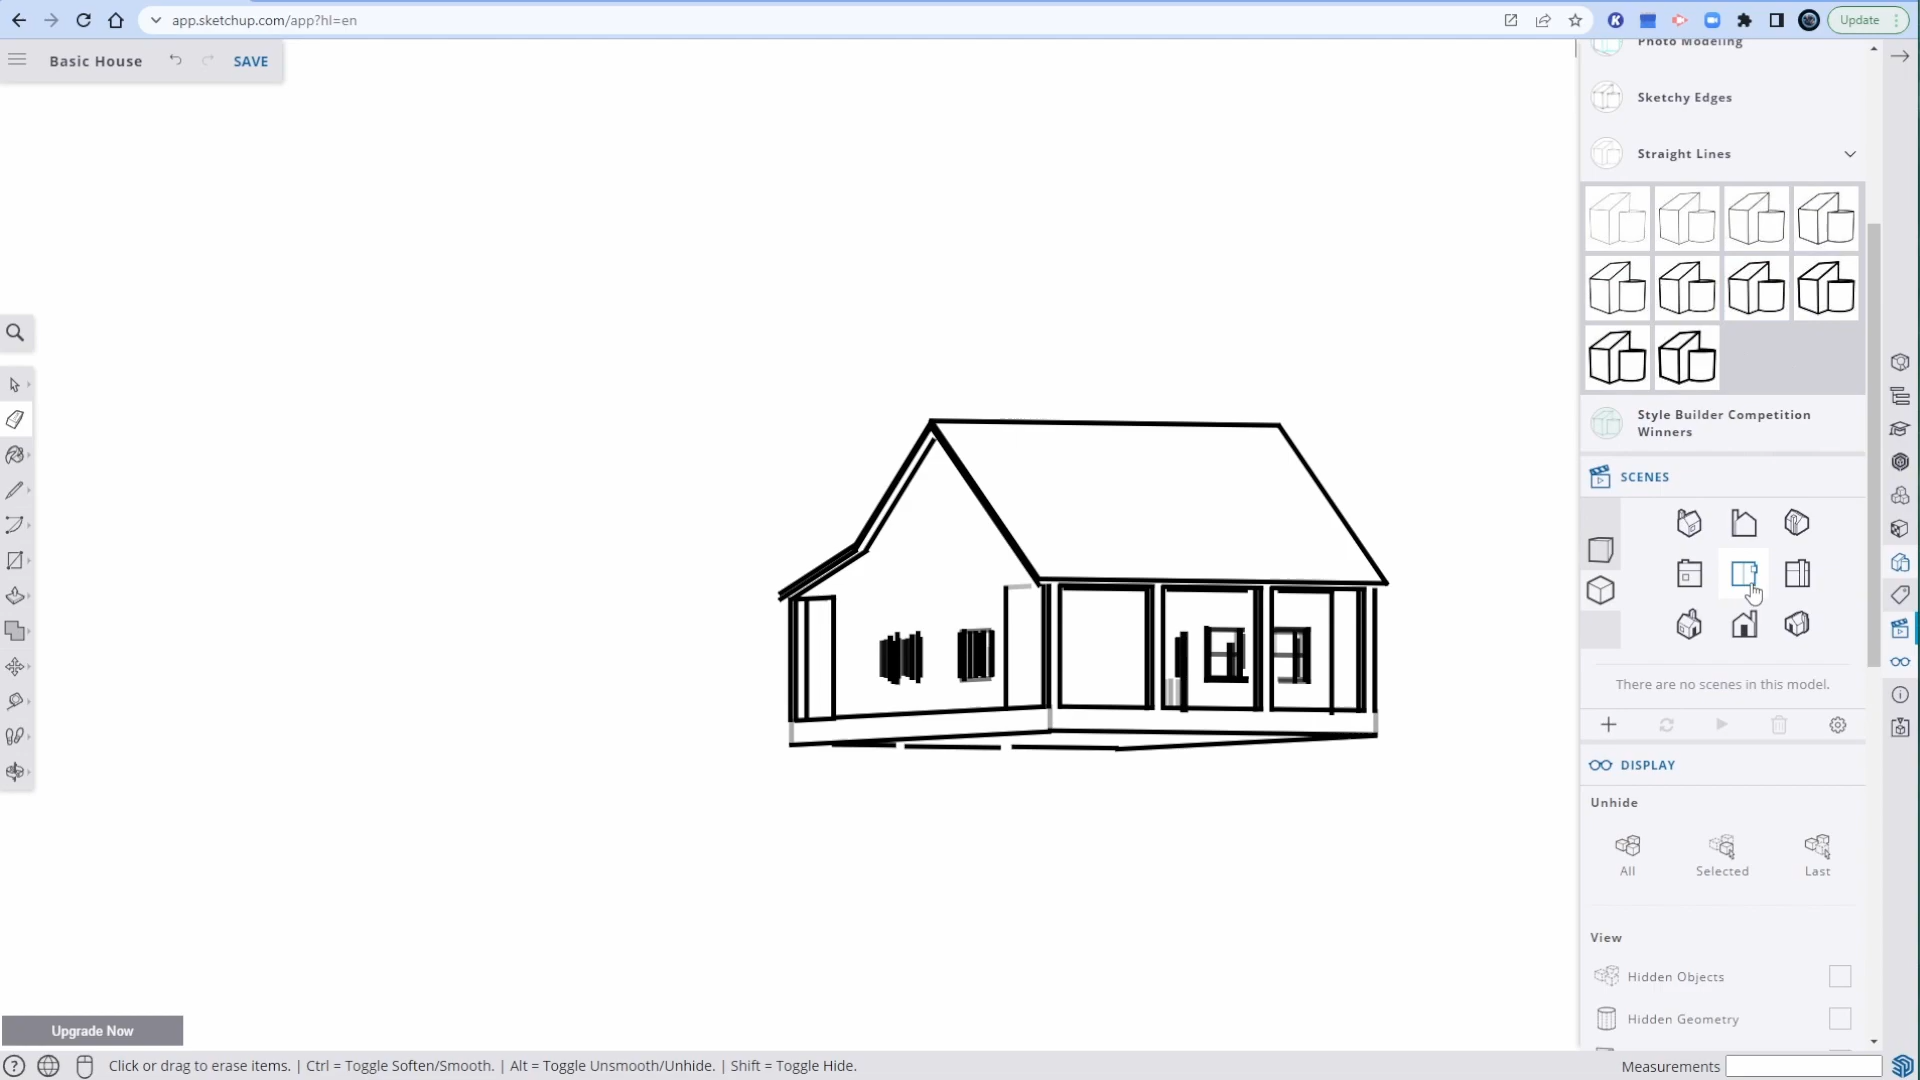 app.sketchup.com/app?hl=en
Update
Basic House
SAVE
Photo Modeling
Sketchy Edges
Straight Lines
Style Builder Competition
Winners
SCENES
There are no scenes in this model.
DISPLAY
Unhide
All
Selected
Last
View
Hidden Objects
Hidden Geometry
Upgrade Now
Click or drag to erase items. | Ctrl = Toggle Soften/Smooth. | Alt = Toggle Unsmooth/Unhide. | Shift = Toggle Hide.
Measurements